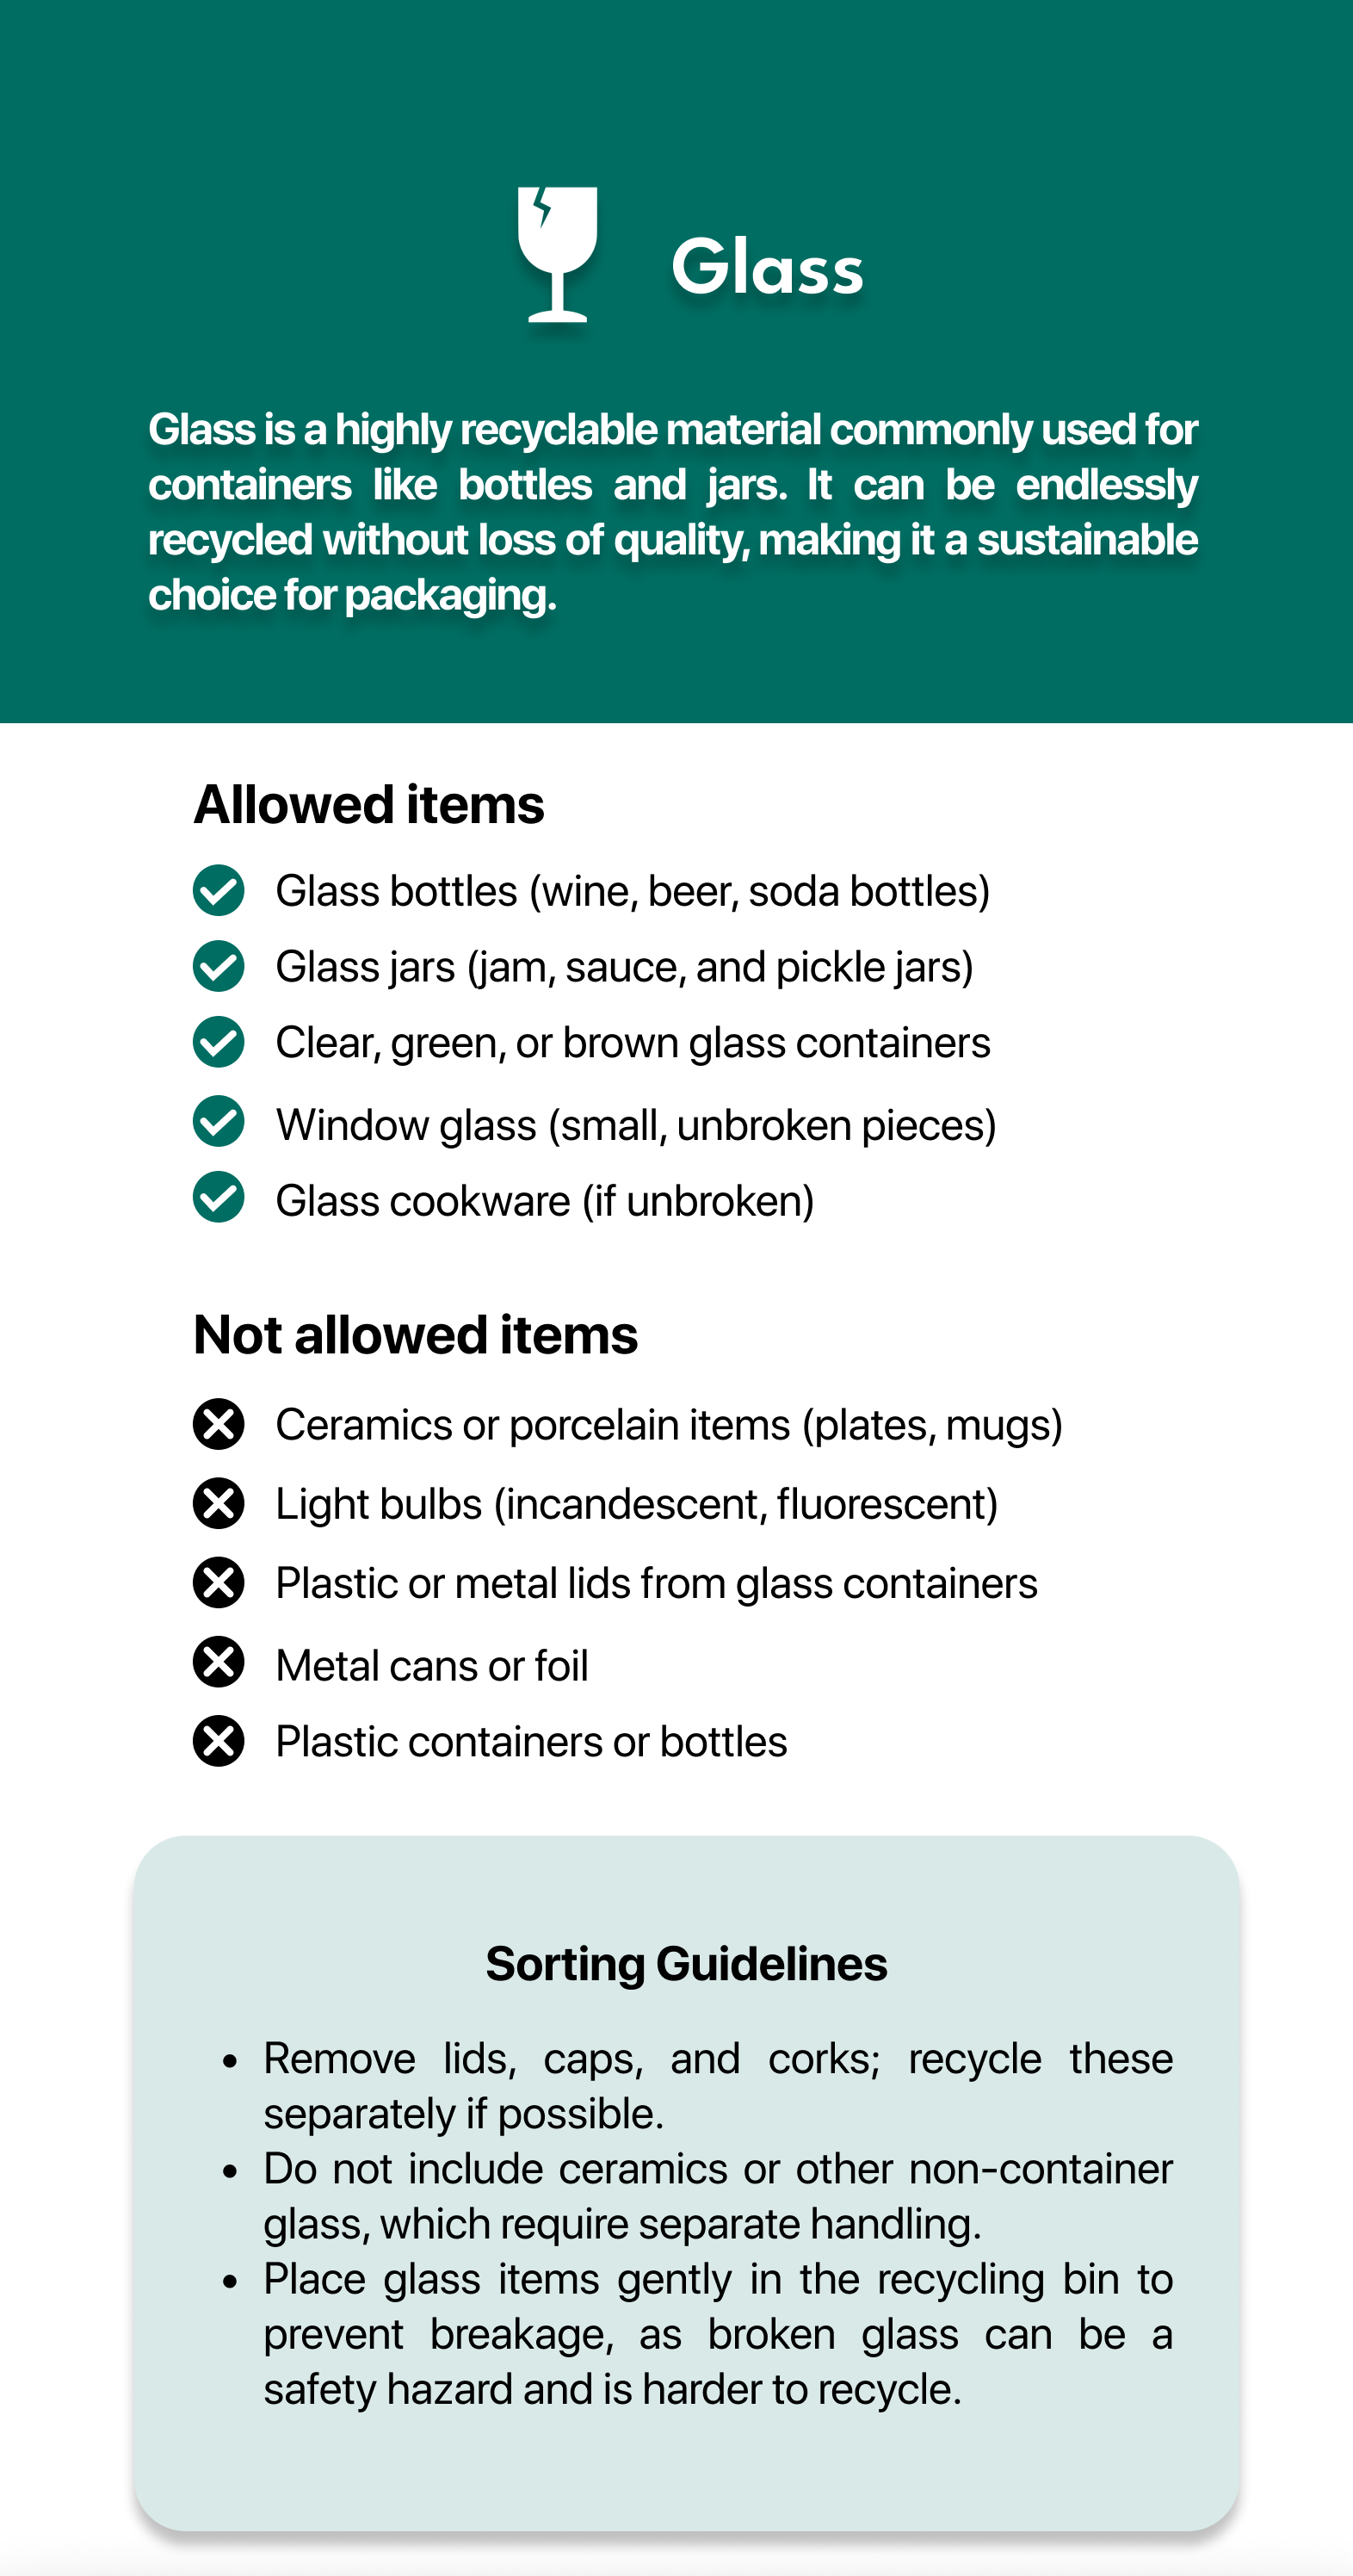 Glass
Glass is a highly recyclable material commonly used for
containers like bottles and jars. It can be endlessly
recycled without loss of quality, making it a sustainable
choice for packaging.
Allowed items
Glass bottles (wine, beer, soda bottles)
Glass jars (jam, sauce, and pickle jars)
Clear, green, or brown glass containers
Window glass (small, unbroken pieces)
Glass cookware (if unbroken)
Not allowed items
Ceramics or porcelain items (plates, mugs)
Light bulbs (incandescent, fluorescent)
Plastic or metal lids from glass containers
Metal cans or foil
Plastic containers or bottles
Sorting Guidelines
• Remove lids, caps, and corks; recycle these
separately if possible.
• Do not include ceramics or other non-container
glass, which require separate handling.
• Place glass items gently in the recycling bin to
prevent breakage, as broken glass can be a
safety hazard and is harder to recycle.